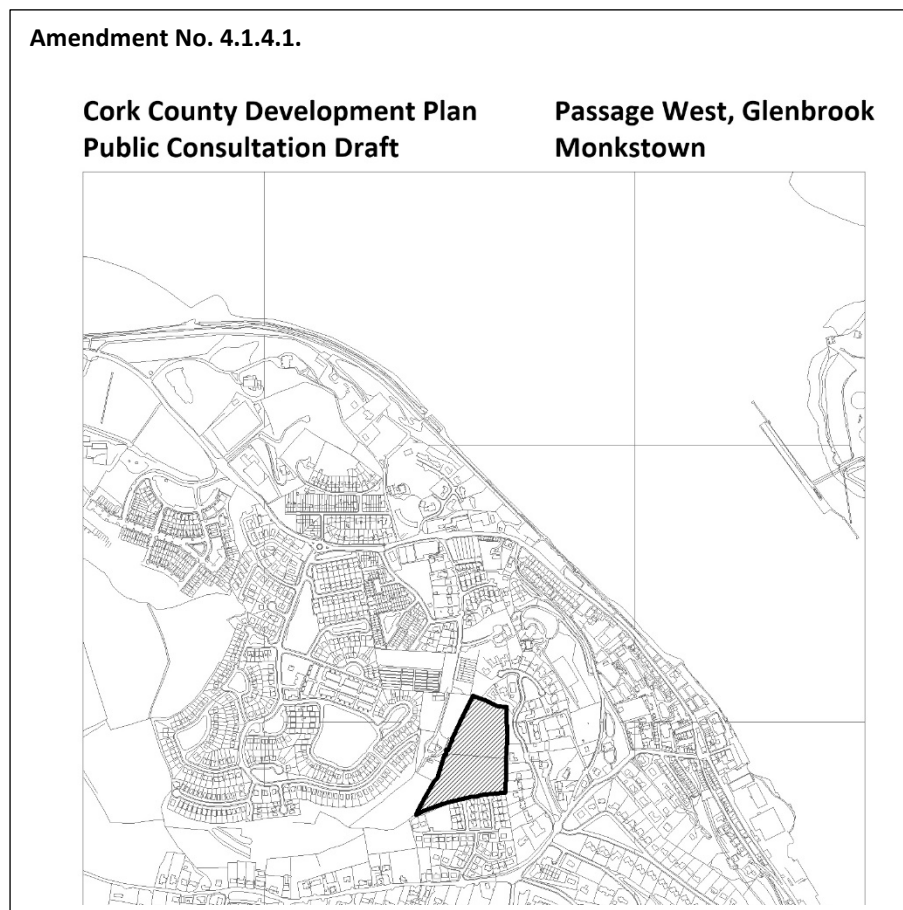 Amendment No. 4.1.4.1.
Cork County Development Plan
Public Consultation Draft
Passage West, Glenbrook
Monkstown